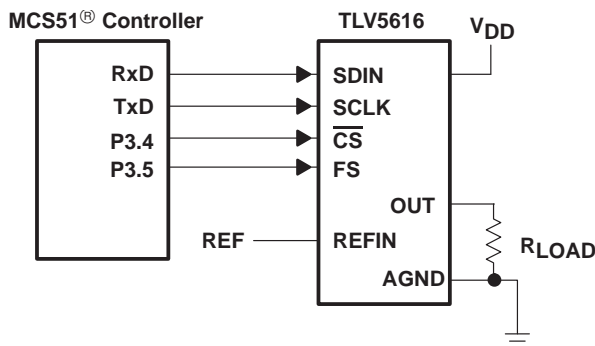 MCS51® Controller
TLV5616
VDD
RxD
SDIN
TxD
SCLK
P3.4
CS
P3.5
FS
OUT
REF
REFIN
RLOAD
AGND